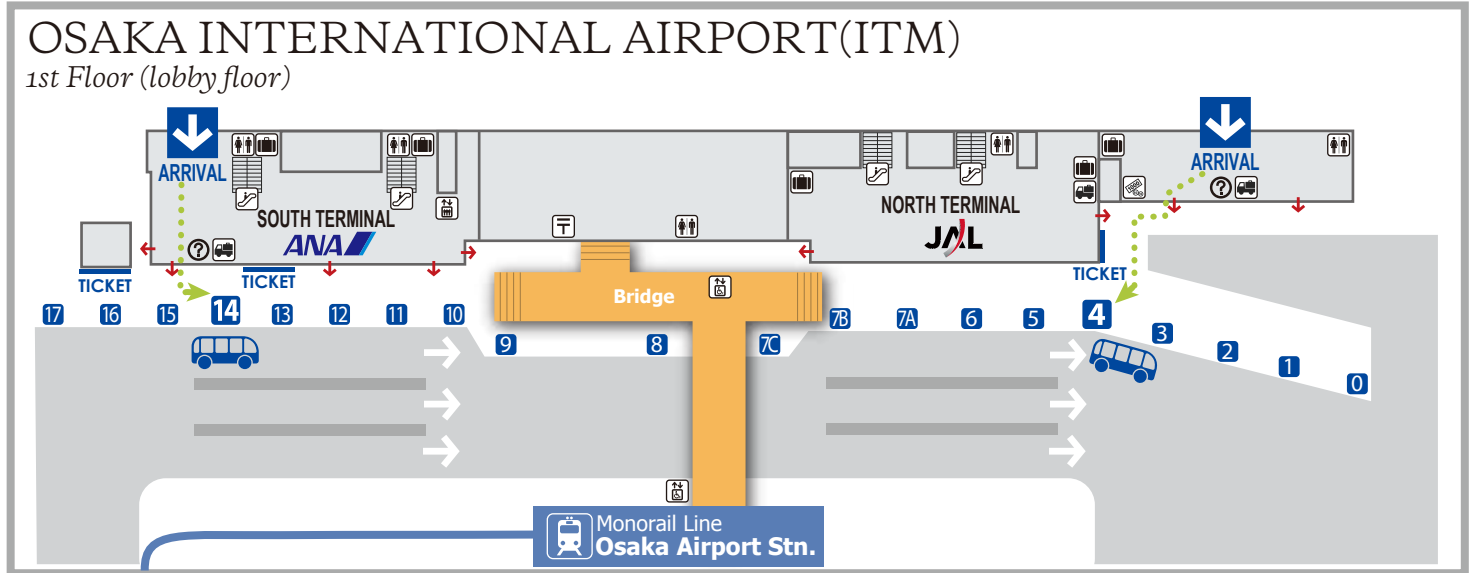 OSAKA INTERNATIONAL AIRPORT(ITM)
1st Floor (lobby floor)
ARRIVAL
ARRIVAL
SOUTH TERMINAL
ANA
NORTH TERMINAL
JAL
?
?
〒
TICKET
TICKET
TICKET
Bridge
17
16
15
14
13
12
11
10
9
8
7C
7B
7A
6
5
4
3
2
1
0
Monorail Line
Osaka Airport Stn.